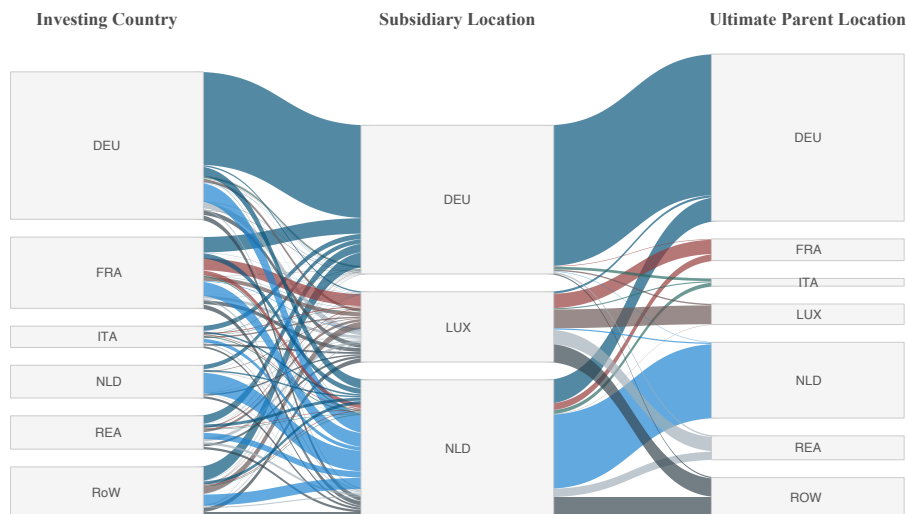 Investing Country
Subsidiary Location
Ultimate Parent Location
DEU
FRA
ITA
NLD
REA
RoW
DEU
LUX
NLD
DEU
FRA
ITA
LUX
NLD
REA
ROW